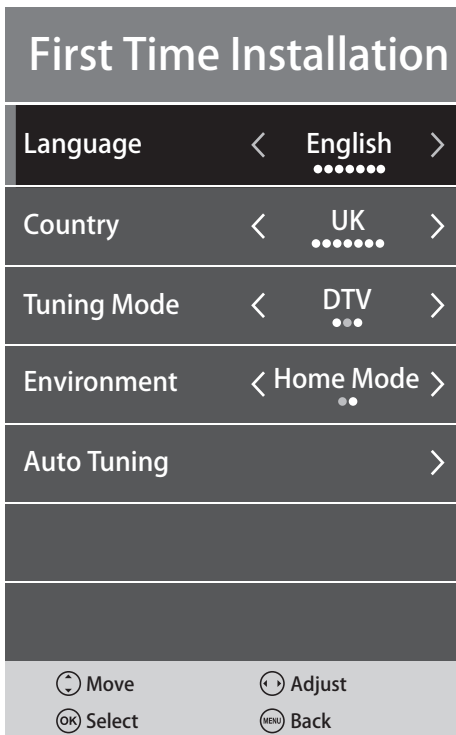 First Time Installation
Language < English >
Country < UK >
Tuning Mode < DTV >
Environment < Home Mode >
Auto Tuning >
Move Adjust
OK Select MENU Back